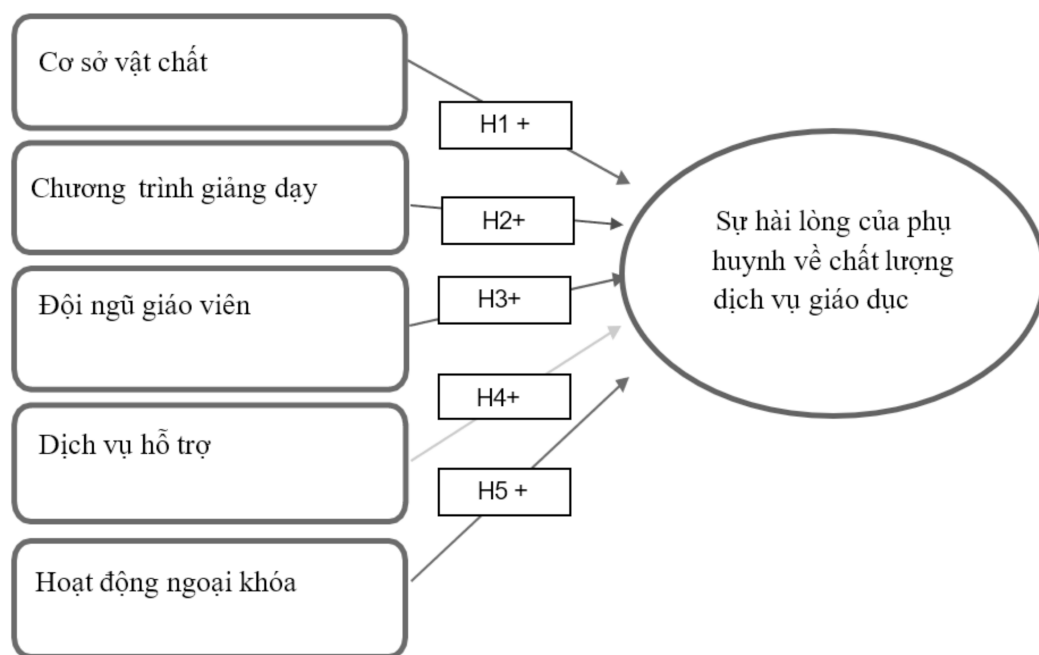 Cơ sở vật chất
H1 +
Chương trình giảng dạy
H2+
Sự hài lòng của phụ
huynh về chất lượng
dịch vụ giáo dục
Đội ngũ giáo viên
H3+
Dịch vụ hỗ trợ
H4+
Hoạt động ngoại khóa
H5 +